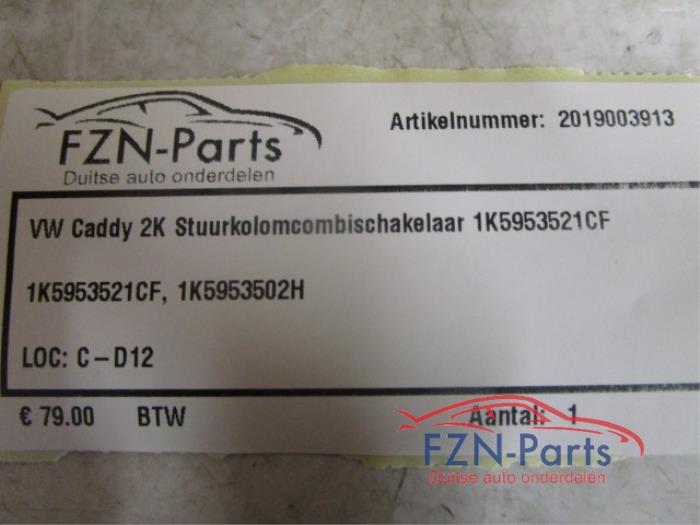 FZN-Parts
Duitse auto onderdelen
Artikelnummer: 2019003913
VW Caddy 2K Stuurkolomcombischakelaar 1K5953521CF
1K5953521CF, 1K5953502H
LOC: C-D12
€ 79.00 BTW Aantal: 1
FZN-Parts
Duitse auto onderdelen